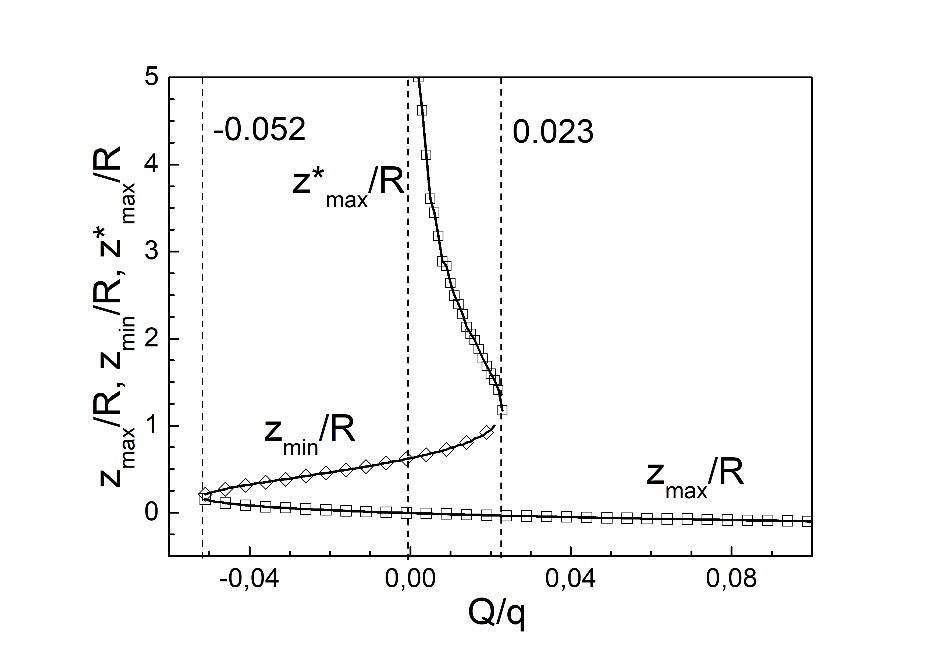 5
-0.052
0.023
4
z*max/R
3
2
zmin/R
1
zmax/R
0
-0,04
0,00
0,04
0,08
Q/q
zmax/R, zmin/R, z*max/R